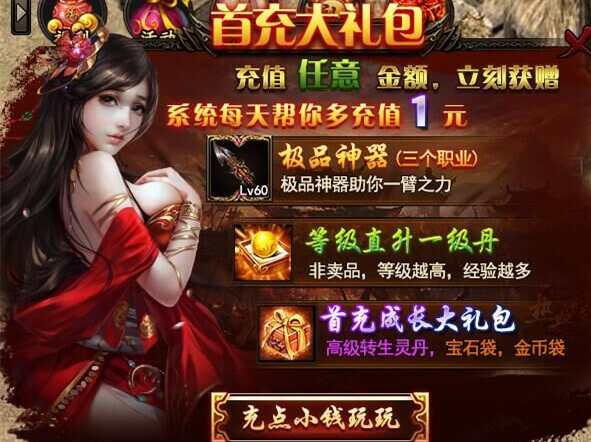 福利
活动
首充大礼包
充值 任意 金额，立刻获赠
系统每天帮你多充值 1 元
极品神器(三个职业)
Lv60
极品神器助你一臂之力
等级直升一级丹
非卖品，等级越高，经验越多
首充成长大礼包
高级转生灵丹，宝石袋，金币袋
充点小钱玩玩